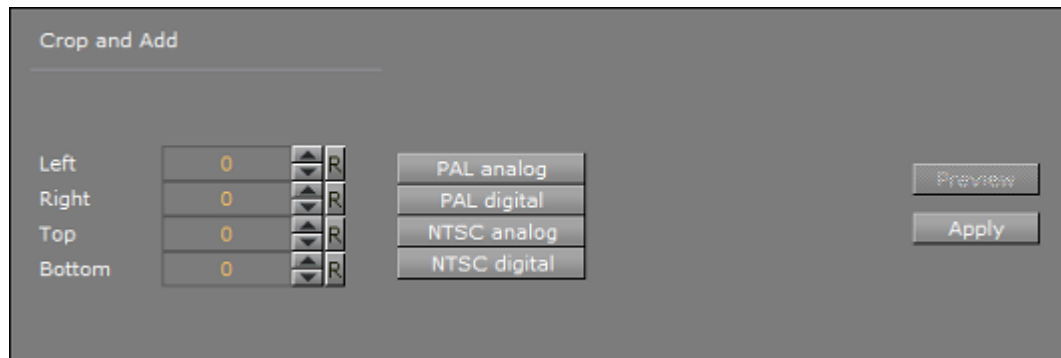 Crop and Add
Left 0 R PAL analog
Right 0 R PAL digital
Top 0 R NTSC analog
Bottom 0 R NTSC digital
Preview
Apply